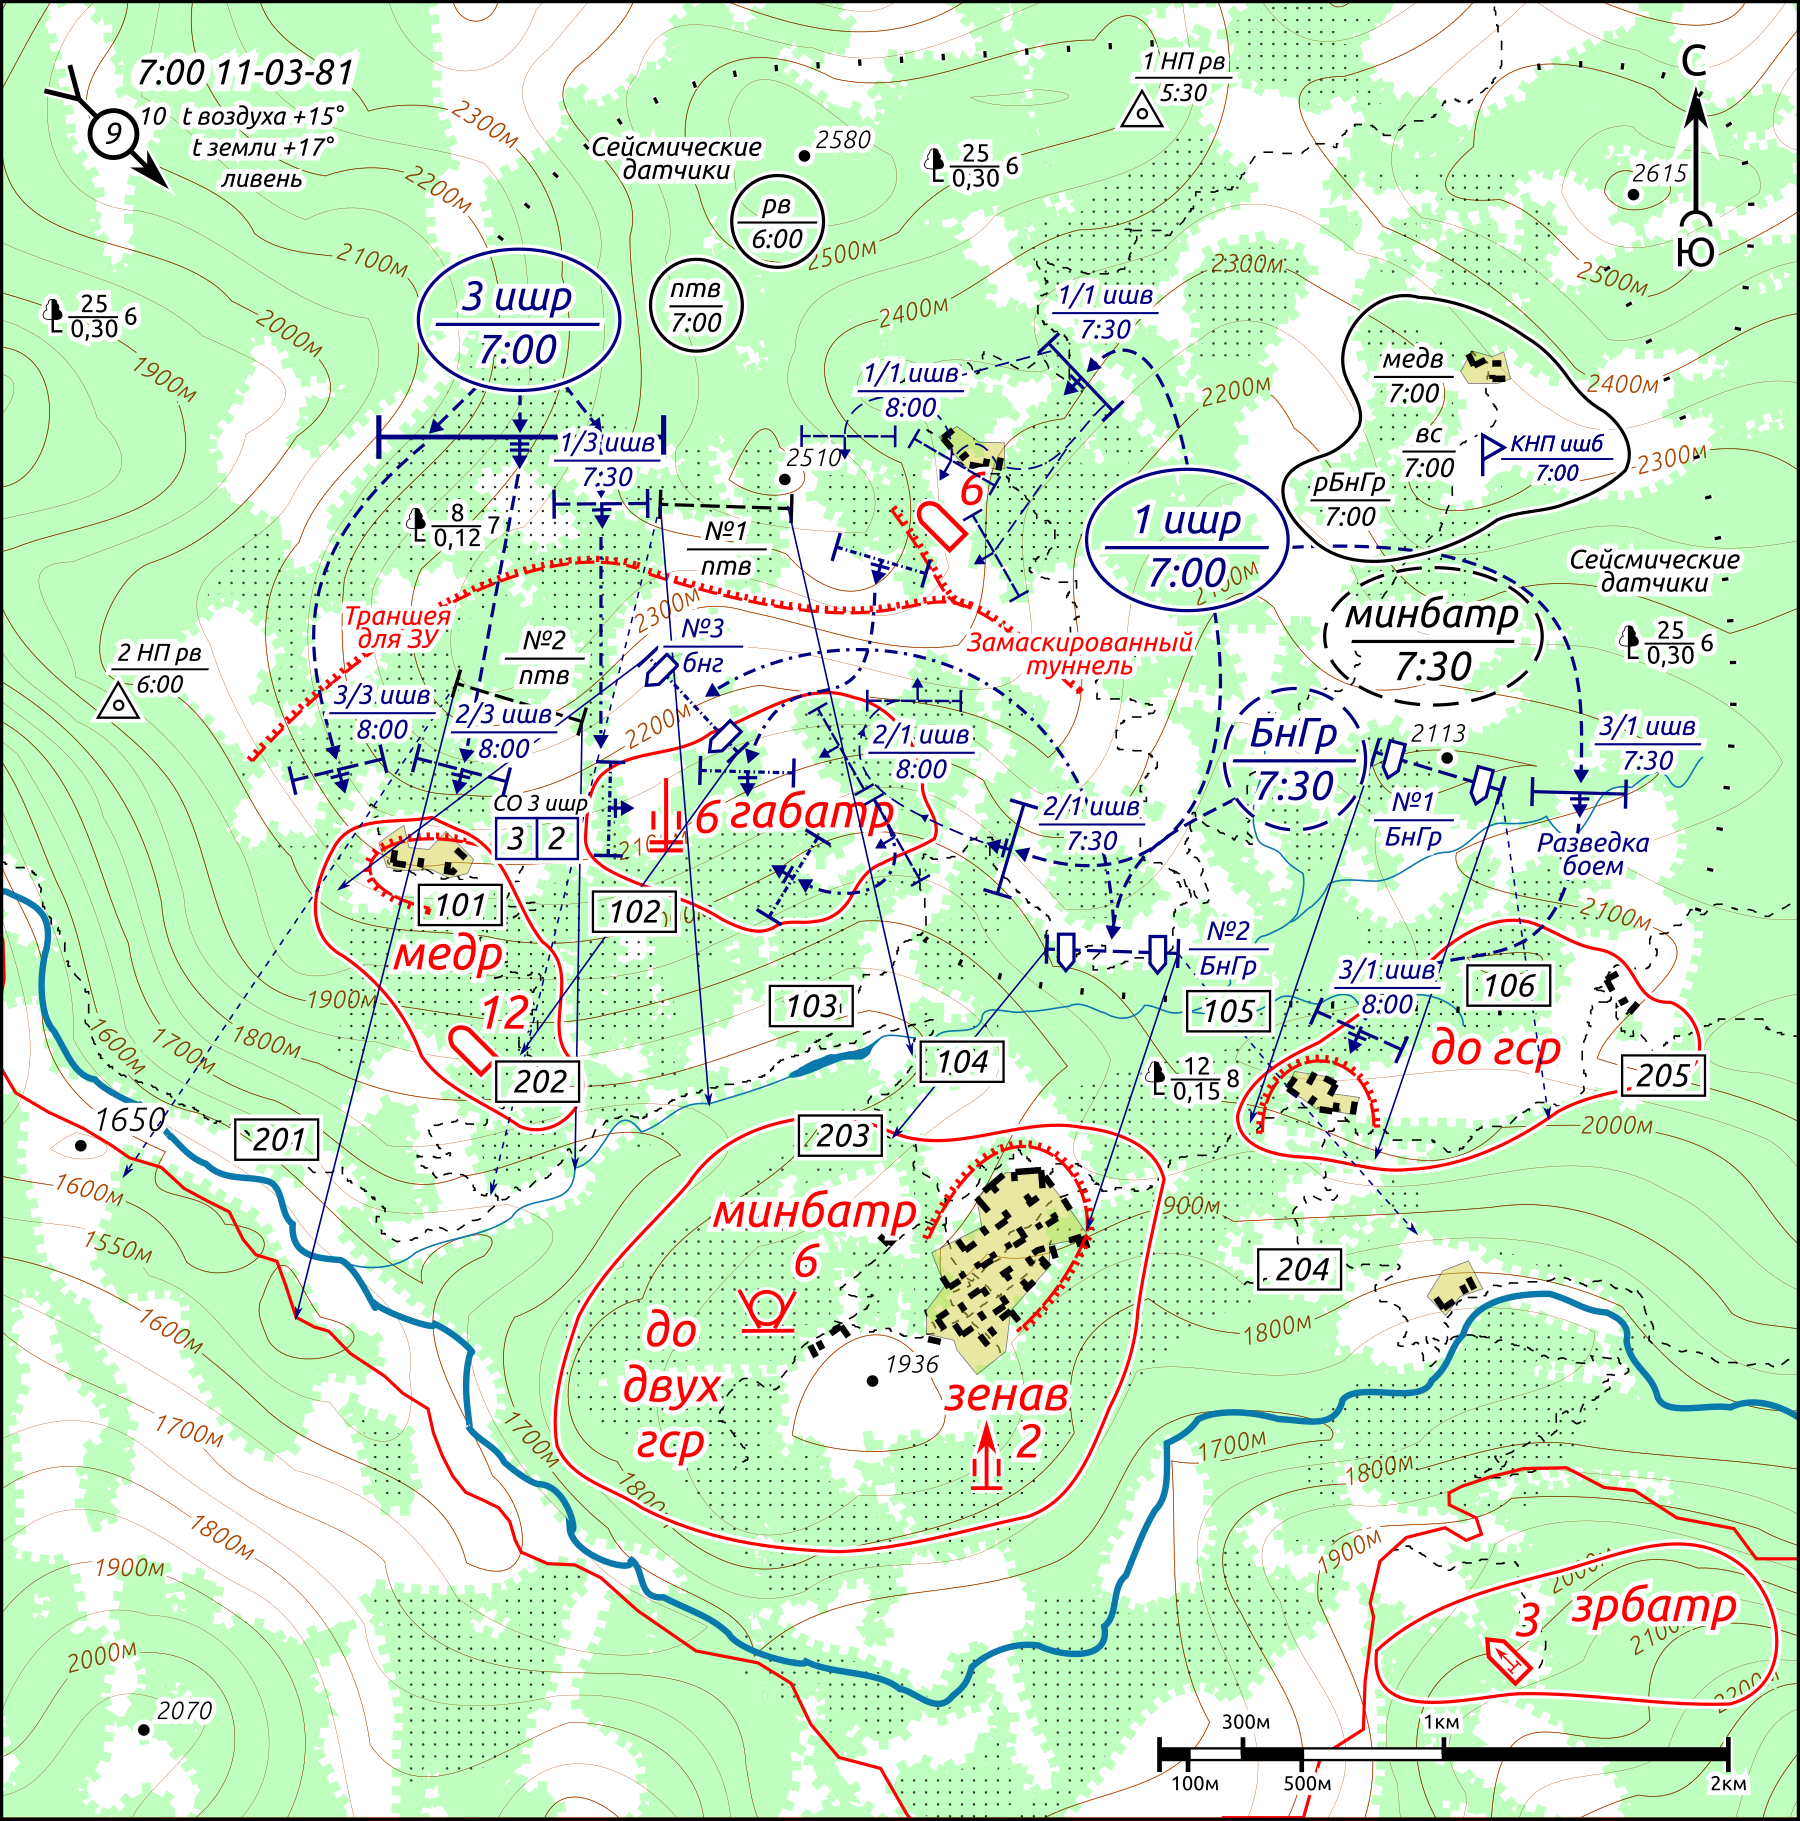 7:00 11-03-81
9
10
t воздуха +15°
t земли +17°
ливень
2300м
2200м
2100м
2000м
1900м
25
0,30
6
Сейсмические
датчики
2580
рв
6:00
2500м
птв
7:00
25
0,30
6
1 НП рв
5:30
С
Ю
2615
2500м
2300м
2400м
2200м
3 ишр
7:00
1/1 ишв
7:30
1/1 ишв
8:00
медв
7:00
вс
7:00
рБнГр
7:00
КНП ишб
7:00
2400м
2300м
1/3 ишв
7:30
2510
8
0,12
7
№1
птв
6
1 ишр
7:00
Сейсмические
датчики
минбатр
7:30
25
0,30
6
Траншея
для ЗУ
2300м
№2
птв
№3
бнг
Замаскированный
туннель
2 НП рв
6:00
3/3 ишв
8:00
2/3 ишв
8:00
2200м
2/1 ишв
8:00
БнГр
7:30
2113
3/1 ишв
7:30
СО 3 ишр
3
2
6 габатр
2/1 ишв
7:30
№1
БнГр
Разведка
боем
101
102
медр
12
№2
БнГр
2100м
1900м
1600м
1700м
1800м
103
104
105
106
3/1 ишв
8:00
до гср
202
12
0,15
8
205
1650
201
203
2000м
1600м
1550м
минбатр
6
900м
204
1600м
до
двух
гср
1936
1800м
зенав
2
1700м
1700м
1800м
1700м
1800м
1800м
1900м
1900м
2000м
3
зрбатр
2000м
2070
300м
1км
100м
500м
2км